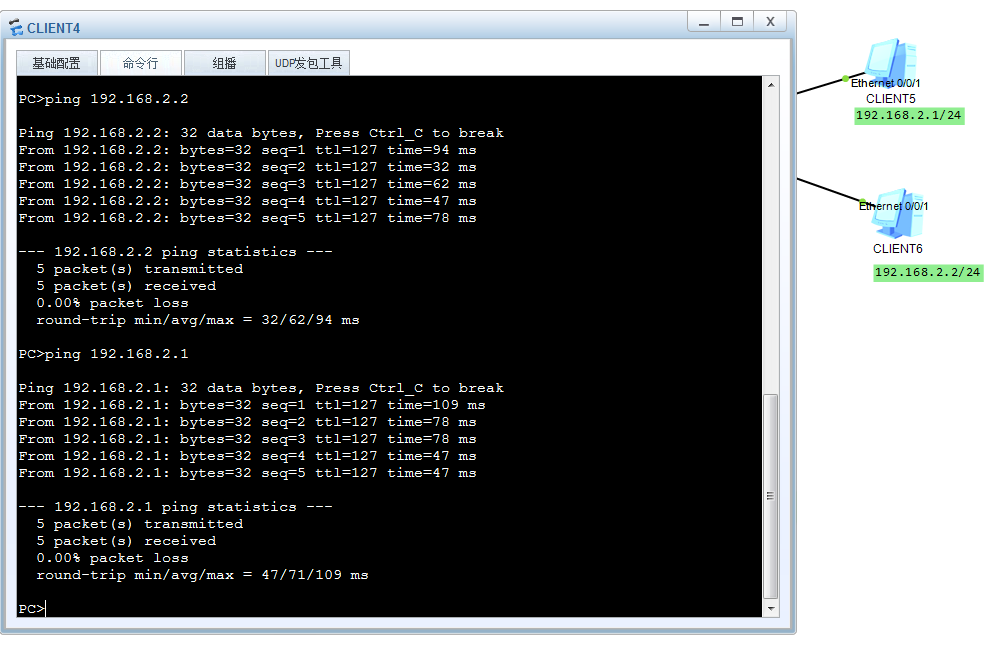 CLIENT4
基础配置 命令行 组播 UDP发包工具
PC>ping 192.168.2.2
Ping 192.168.2.2: 32 data bytes, Press Ctrl_C to break
From 192.168.2.2: bytes=32 seq=1 ttl=127 time=94 ms
From 192.168.2.2: bytes=32 seq=2 ttl=127 time=32 ms
From 192.168.2.2: bytes=32 seq=3 ttl=127 time=62 ms
From 192.168.2.2: bytes=32 seq=4 ttl=127 time=47 ms
From 192.168.2.2: bytes=32 seq=5 ttl=127 time=78 ms
--- 192.168.2.2 ping statistics ---
5 packet(s) transmitted
5 packet(s) received
0.00% packet loss
round-trip min/avg/max = 32/62/94 ms
PC>ping 192.168.2.1
Ping 192.168.2.1: 32 data bytes, Press Ctrl_C to break
From 192.168.2.1: bytes=32 seq=1 ttl=127 time=109 ms
From 192.168.2.1: bytes=32 seq=2 ttl=127 time=78 ms
From 192.168.2.1: bytes=32 seq=3 ttl=127 time=78 ms
From 192.168.2.1: bytes=32 seq=4 ttl=127 time=47 ms
From 192.168.2.1: bytes=32 seq=5 ttl=127 time=47 ms
--- 192.168.2.1 ping statistics ---
5 packet(s) transmitted
5 packet(s) received
0.00% packet loss
round-trip min/avg/max = 47/71/109 ms
PC>
Ethernet 0/0/1
CLIENT5
192.168.2.1/24
Ethernet 0/0/1
CLIENT6
192.168.2.2/24